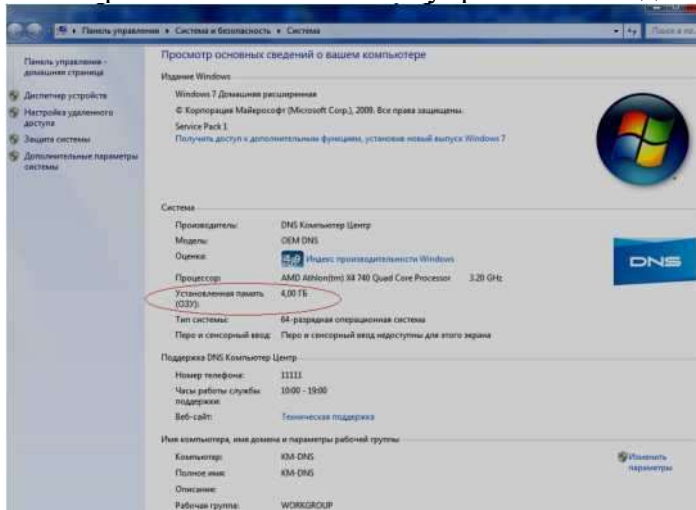 Панель управления ▸ Система и безопасность ▸ Система
Панель управления -
домашняя страница
Диспетчер устройств
Настройка удаленного
доступа
Защита системы
Дополнительные параметры
системы
Просмотр основных сведений о вашем компьютере
Издание Windows
Windows 7 Домашняя расширенная
© Корпорация Майкрософт (Microsoft Corp.), 2009. Все права защищены.
Service Pack 1
Получить доступ к дополнительным функциям, установив новый выпуск Windows 7
Система
Производитель: DNS Компьютер Центр
Модель: OEM DNS
Оценка: Индекс производительности Windows
Процессор: AMD Athlon(tm) X4 740 Quad Core Processor 3.20 GHz
Установленная память 4,00 ГБ
(ОЗУ):
Тип системы: 64-разрядная операционная система
Перо и сенсорный ввод: Перо и сенсорный ввод недоступны для этого экрана
DNS
Поддержка DNS Компьютер Центр
Номер телефона: 11111
Часы работы службы 10:00 - 19:00
поддержки:
Веб-сайт: Техническая поддержка
Имя компьютера, имя домена и параметры рабочей группы
Компьютер: KM-DNS
Изменить
параметры
Полное имя: KM-DNS
Описание:
Рабочая группа: WORKGROUP